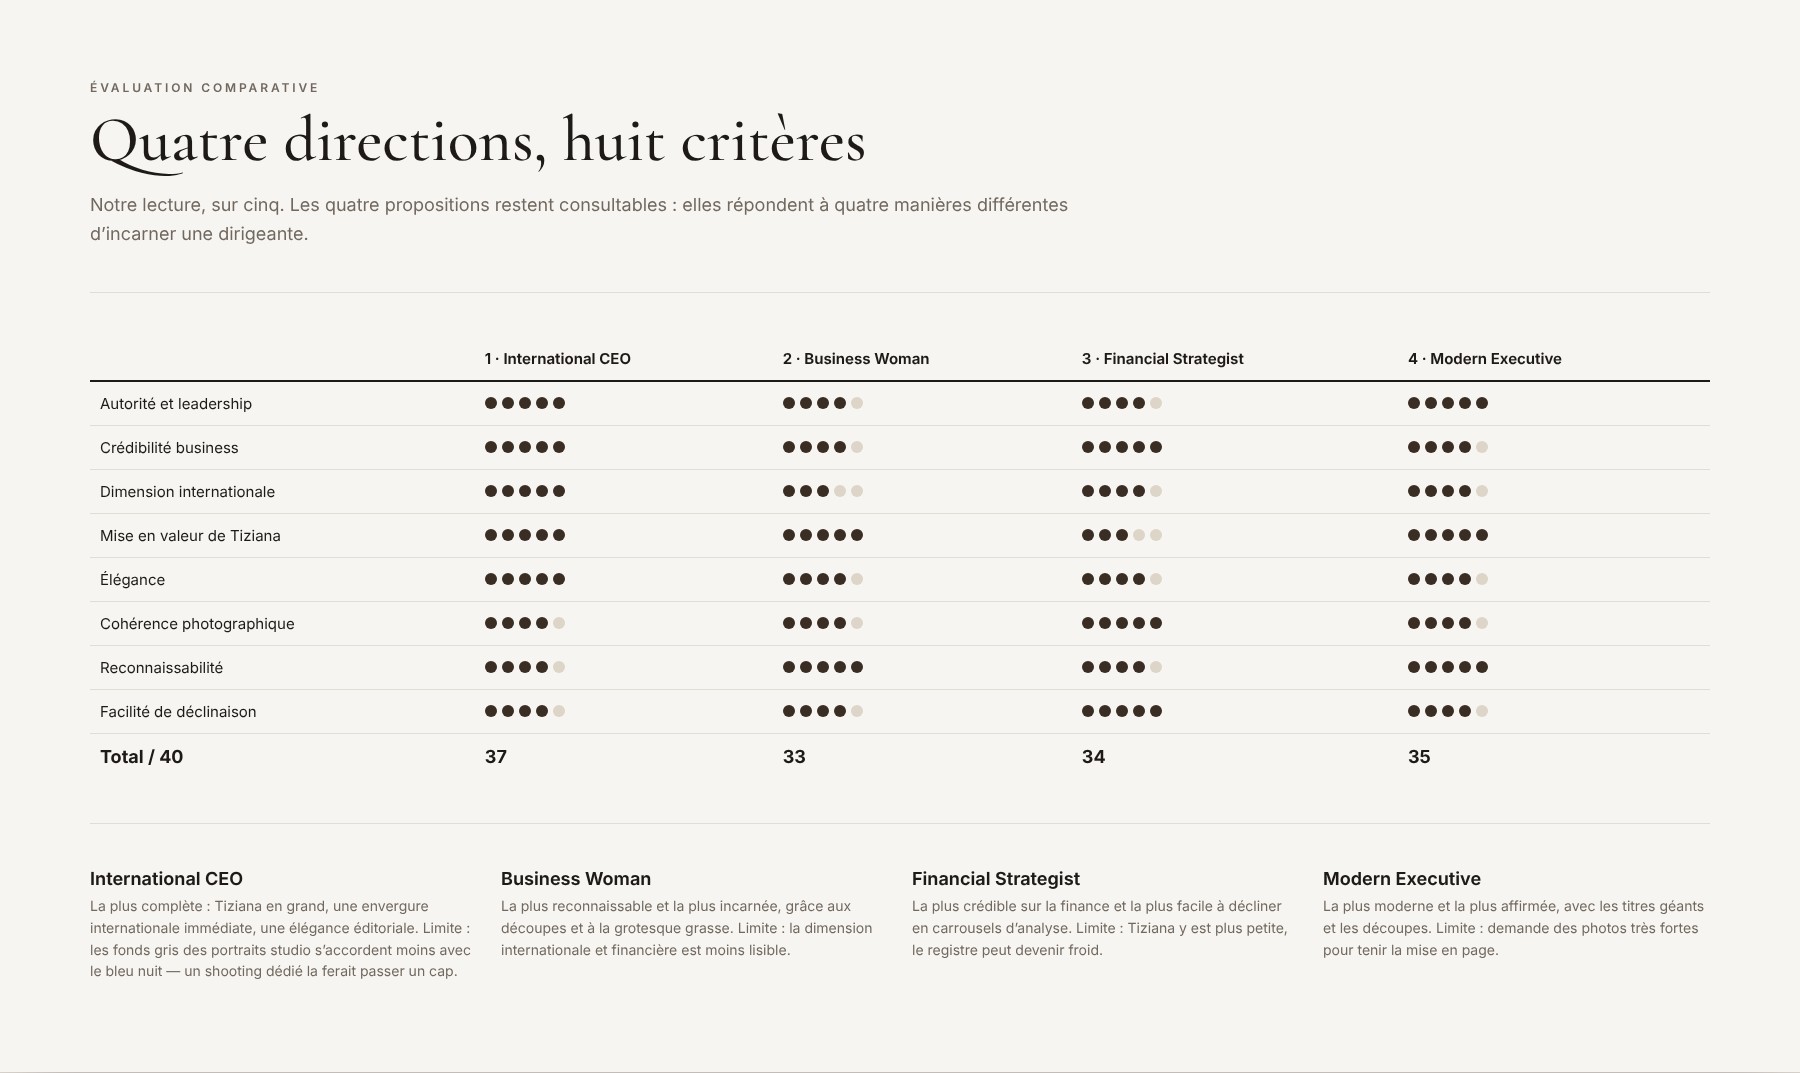 ÉVALUATION COMPARATIVE
Quatre directions, huit critères
Notre lecture, sur cinq. Les quatre propositions restent consultables : elles répondent à quatre manières différentes
d’incarner une dirigeante.
1 · International CEO 2 · Business Woman 3 · Financial Strategist 4 · Modern Executive
Autorité et leadership
Crédibilité business
Dimension internationale
Mise en valeur de Tiziana
Élégance
Cohérence photographique
Reconnaissabilité
Facilité de déclinaison
Total / 40 37 33 34 35
International CEO
La plus complète : Tiziana en grand, une envergure
internationale immédiate, une élégance éditoriale. Limite :
les fonds gris des portraits studio s’accordent moins avec
le bleu nuit — un shooting dédié la ferait passer un cap.
Business Woman
La plus reconnaissable et la plus incarnée, grâce aux
découpes et à la grotesque grasse. Limite : la dimension
internationale et financière est moins lisible.
Financial Strategist
La plus crédible sur la finance et la plus facile à décliner
en carrousels d’analyse. Limite : Tiziana y est plus petite,
le registre peut devenir froid.
Modern Executive
La plus moderne et la plus affirmée, avec les titres géants
et les découpes. Limite : demande des photos très fortes
pour tenir la mise en page.